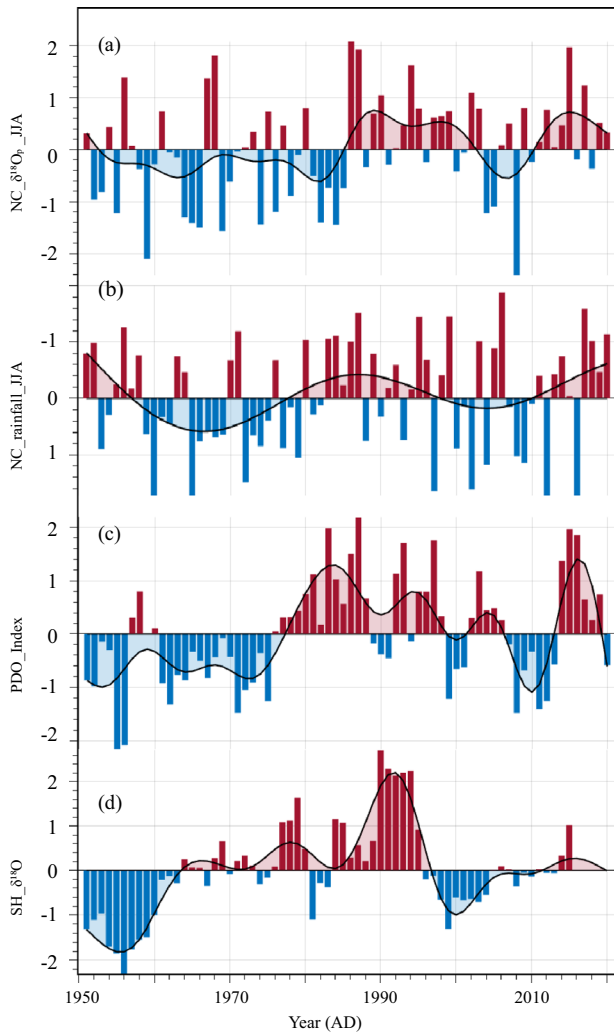 (a)
2
1
0
-1
-2
NC_δ¹⁸Oₚ_JJA
(b)
-1
0
1
NC_rainfall_JJA
(c)
2
1
0
-1
-2
PDO_Index
(d)
2
1
0
-1
-2
SH_δ¹⁸O
1950 1970 1990 2010
Year (AD)